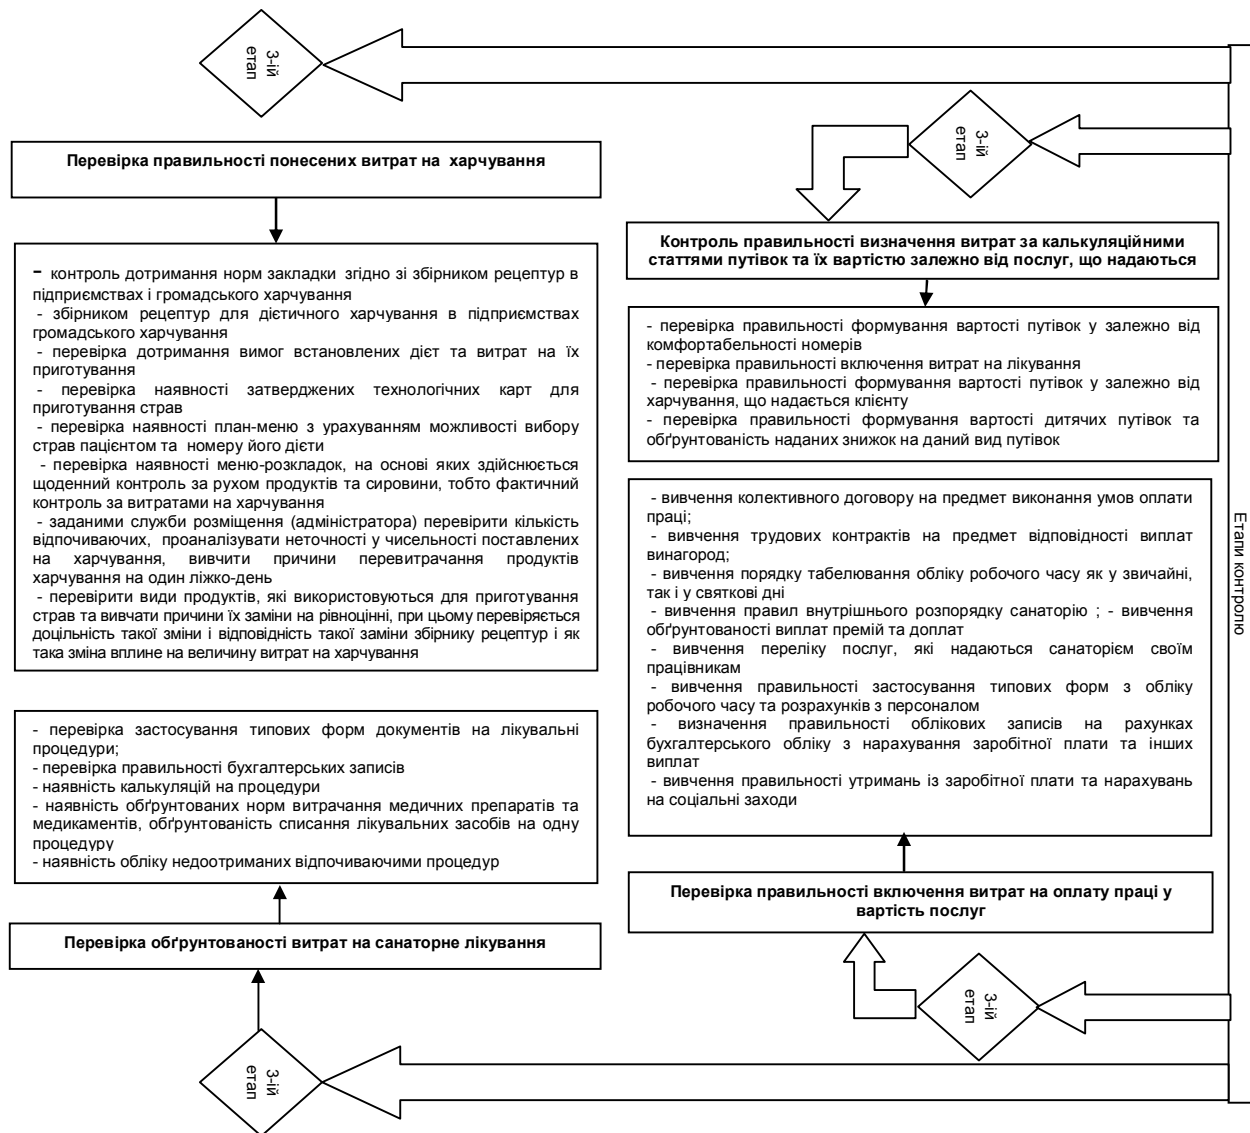 3-ій
етап
Перевірка правильності понесених витрат на харчування
- контроль дотримання норм закладки згідно зі збірником рецептур в
підприємствах і громадського харчування
- збірником рецептур для дієтичного харчування в підприємствах
громадського харчування
- перевірка дотримання вимог встановлених дієт та витрат на їх
приготування
- перевірка наявності затверджених технологічних карт для
приготування страв
- перевірка наявності план-меню з урахуванням можливості вибору
страв пацієнтом та номеру його дієти
- перевірка наявності меню-розкладок, на основі яких здійснюється
щоденний контроль за рухом продуктів та сировини, тобто фактичний
контроль за витратами на харчування
- заданими служби розміщення (адміністратора) перевірити кількість
відпочиваючих, проаналізувати неточності у чисельності поставлених
на харчування, вивчити причини перевитрачання продуктів
харчування на один ліжко-день
- перевірити види продуктів, які використовуються для приготування
страв та вивчати причини їх заміни на рівноцінні, при цьому перевіряється
доцільність такої зміни і відповідність такої заміни збірнику рецептур і як
така зміна вплине на величину витрат на харчування
- перевірка застосування типових форм документів на лікувальні
процедури;
- перевірка правильності бухгалтерських записів
- наявність калькуляцій на процедури
- наявність обґрунтованих норм витрачання медичних препаратів та
медикаментів, обґрунтованість списання лікувальних засобів на одну
процедуру
- наявність обліку недоотриманих відпочиваючими процедур
Перевірка обґрунтованості витрат на санаторне лікування
3-ій
етап
3-ій
етап
Контроль правильності визначення витрат за калькуляційними
статтями путівок та їх вартістю залежно від послуг, що надаються
- перевірка правильності формування вартості путівок у залежно від
комфортабельності номерів
- перевірка правильності включення витрат на лікування
- перевірка правильності формування вартості путівок у залежно від
харчування, що надається клієнту
- перевірка правильності формування вартості дитячих путівок та
обґрунтованість наданих знижок на даний вид путівок
- вивчення колективного договору на предмет виконання умов оплати
праці;
- вивчення трудових контрактів на предмет відповідності виплат
винагород;
- вивчення порядку табелювання обліку робочого часу як у звичайні,
так і у святкові дні
- вивчення правил внутрішнього розпорядку санаторію ; - вивчення
обґрунтованості виплат премій та доплат
- вивчення переліку послуг, які надаються санаторієм своїм
працівникам
- вивчення правильності застосування типових форм з обліку
робочого часу та розрахунків з персоналом
- визначення правильності облікових записів на рахунках
бухгалтерського обліку з нарахування заробітної плати та інших
виплат
- вивчення правильності утримань із заробітної плати та нарахувань
на соціальні заходи
Перевірка правильності включення витрат на оплату праці у
вартість послуг
3-ій
етап
Етапи контролю